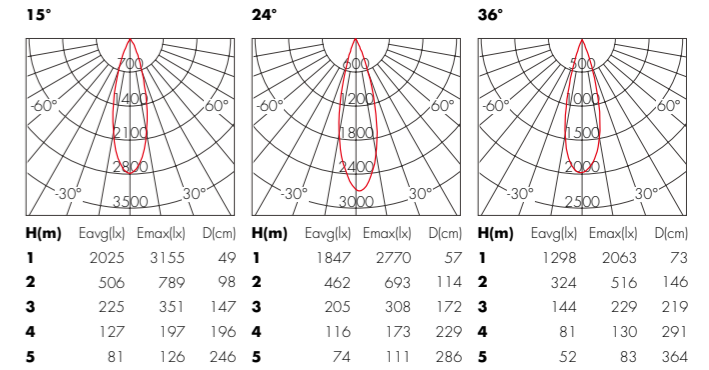 15° 24° 36°
700 600 500
1400 1200 1000
-60° 60° -60° 60° -60° 60°
2100 1800 1500
2800 2400 2000
-30° 30° -30° 30° -30° 30°
3500 3000 2500
H(m) Eavg(lx) Emax(lx) D(cm) H(m) Eavg(lx) Emax(lx) D(cm) H(m) Eavg(lx) Emax(lx) D(cm)
1 2025 3155 49 1 1847 2770 57 1 1298 2063 73
2 506 789 98 2 462 693 114 2 324 516 146
3 225 351 147 3 205 308 172 3 144 229 219
4 127 197 196 4 116 173 229 4 81 130 291
5 81 126 246 5 74 111 286 5 52 83 364